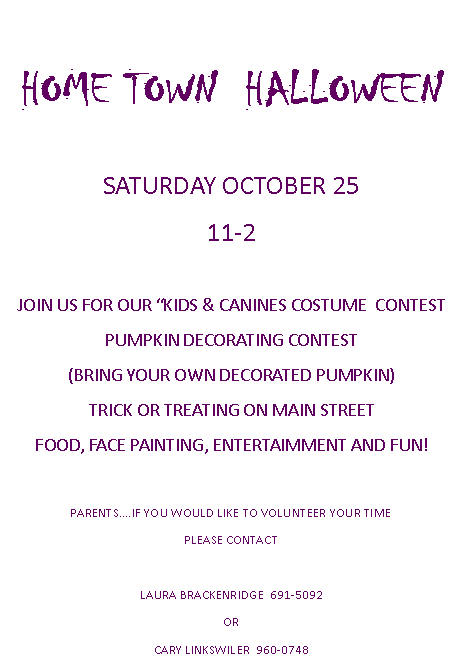 HOME TOWN HALLOWEEN
SATURDAY OCTOBER 25
11-2
JOIN US FOR OUR “KIDS & CANINES COSTUME CONTEST
PUMPKIN DECORATING CONTEST
(BRING YOUR OWN DECORATED PUMPKIN)
TRICK OR TREATING ON MAIN STREET
FOOD, FACE PAINTING, ENTERTAIMMENT AND FUN!
PARENTS....IF YOU WOULD LIKE TO VOLUNTEER YOUR TIME
PLEASE CONTACT
LAURA BRACKENRIDGE 691-5092
OR
CARY LINKSWILER 960-0748